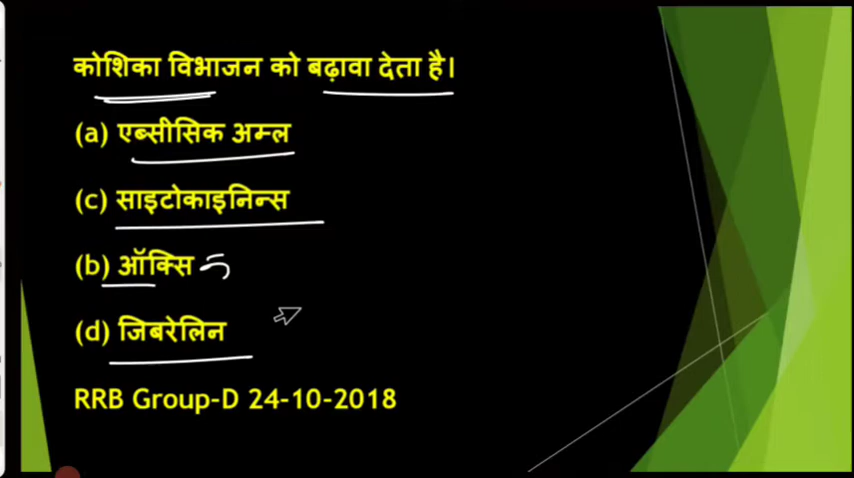 कोशिका विभाजन को बढ़ावा देता है।
(a) एब्सीसिक अम्ल
(c) साइटोकाइनिन्स
(b) ऑक्सि
(d) जिबरेलिन
RRB Group-D 24-10-2018